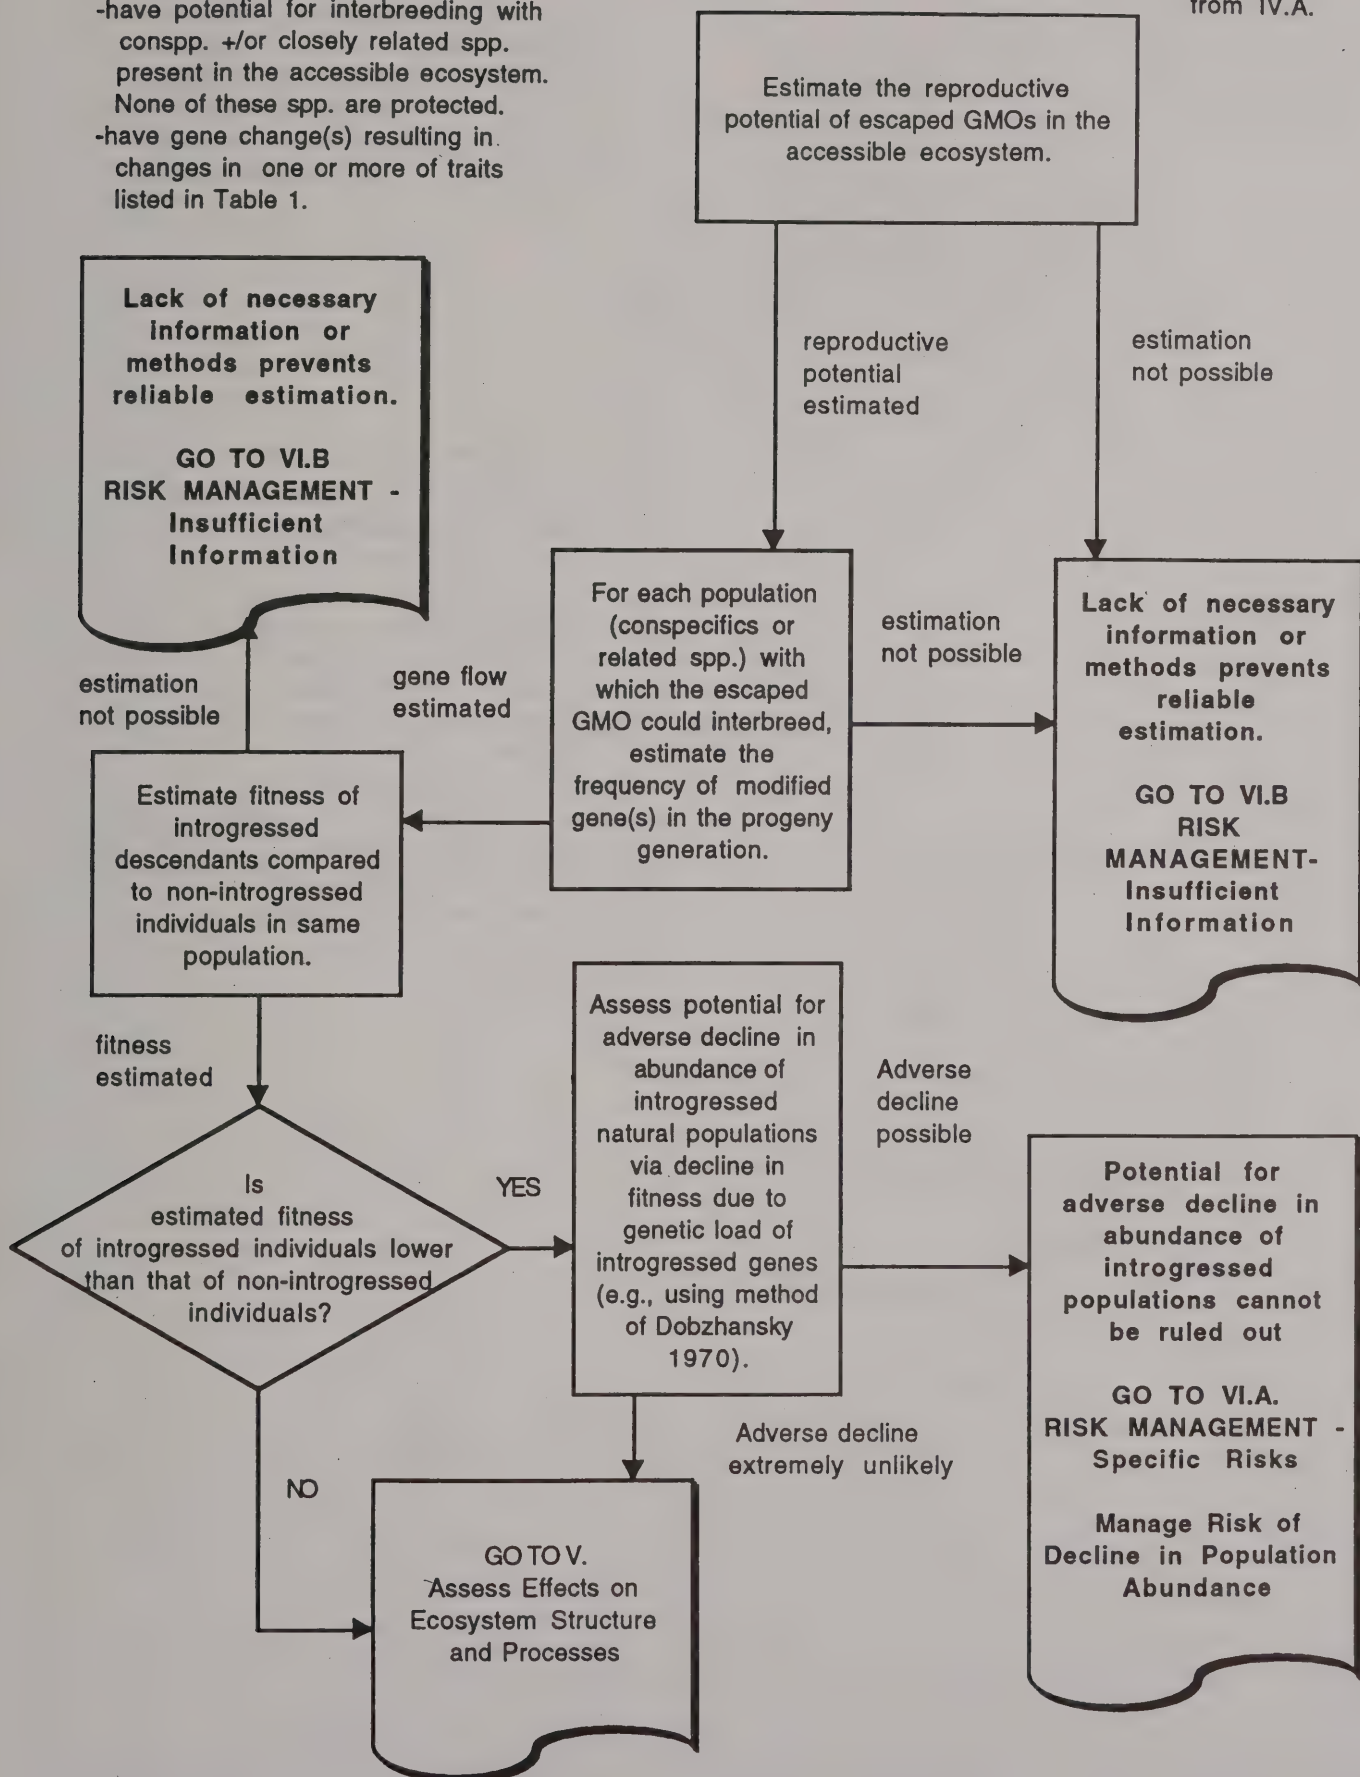 -have potential for interbreeding with
conspp. +/or closely related spp.
present in the accessible ecosystem.
None of these spp. are protected.
-have gene change(s) resulting in
changes in one or more of traits
listed in Table 1.
from IV.A.
Estimate the reproductive
potential of escaped GMOs in the
accessible ecosystem.
Lack of necessary
information or
methods prevents
reliable estimation.
GO TO VI.B
RISK MANAGEMENT -
Insufficient
Information
reproductive
potential
estimated
estimation
not possible
For each population
(conspecifics or
related spp.) with
which the escaped
GMO could interbreed,
estimate the
frequency of modified
gene(s) in the progeny
generation.
estimation
not possible
Lack of necessary
information or
methods prevents
reliable
estimation.
GO TO VI.B
RISK
MANAGEMENT-
Insufficient
Information
estimation
not possible
gene flow
estimated
Estimate fitness of
introgressed
descendants compared
to non-introgressed
individuals in same
population.
fitness
estimated
Is
estimated fitness
of introgressed individuals lower
than that of non-introgressed
individuals?
YES
NO
Assess potential for
adverse decline in
abundance of
introgressed
natural populations
via decline in
fitness due to
genetic load of
introgressed genes
(e.g., using method
of Dobzhansky
1970).
Adverse
decline
possible
Potential for
adverse decline in
abundance of
introgressed
populations cannot
be ruled out
GO TO VI.A.
RISK MANAGEMENT -
Specific Risks
Manage Risk of
Decline in Population
Abundance
Adverse decline
extremely unlikely
GO TO V.
Assess Effects on
Ecosystem Structure
and Processes